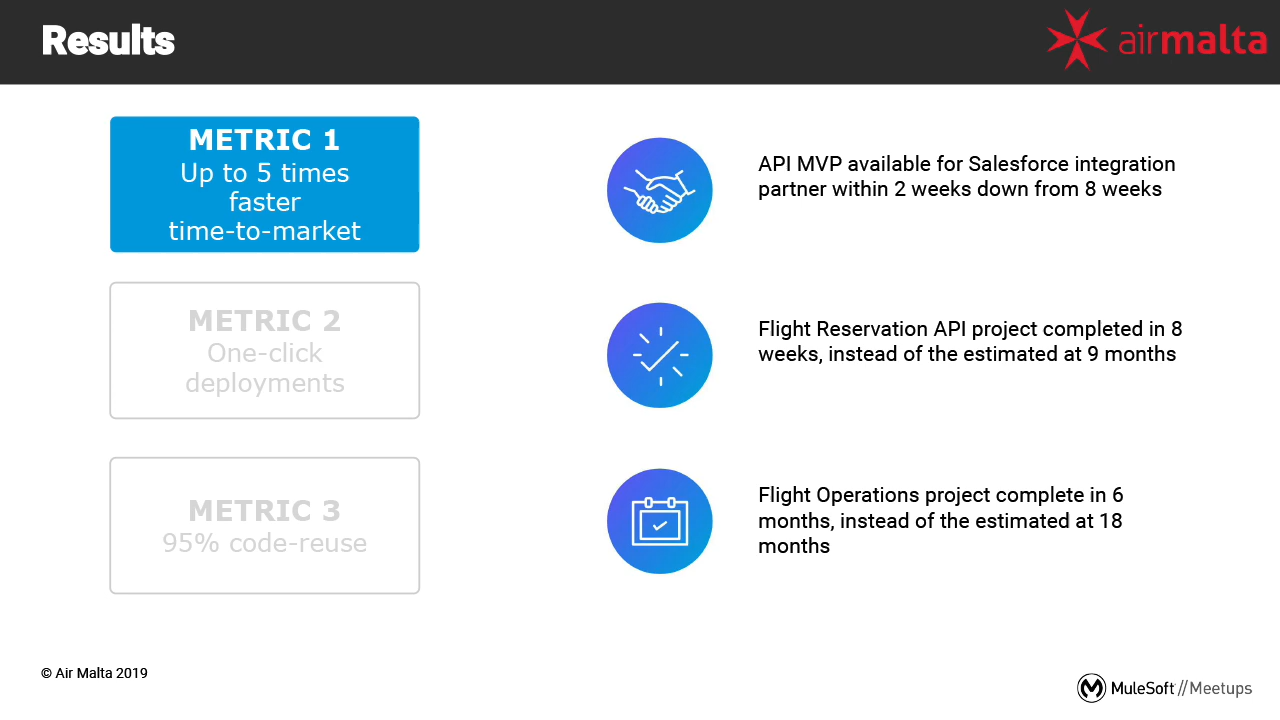 Results
airmalta
METRIC 1
Up to 5 times
faster
time-to-market
METRIC 2
One-click
deployments
METRIC 3
95% code-reuse
API MVP available for Salesforce integration
partner within 2 weeks down from 8 weeks
Flight Reservation API project completed in 8
weeks, instead of the estimated at 9 months
Flight Operations project complete in 6
months, instead of the estimated at 18
months
© Air Malta 2019
MuleSoft//Meetups